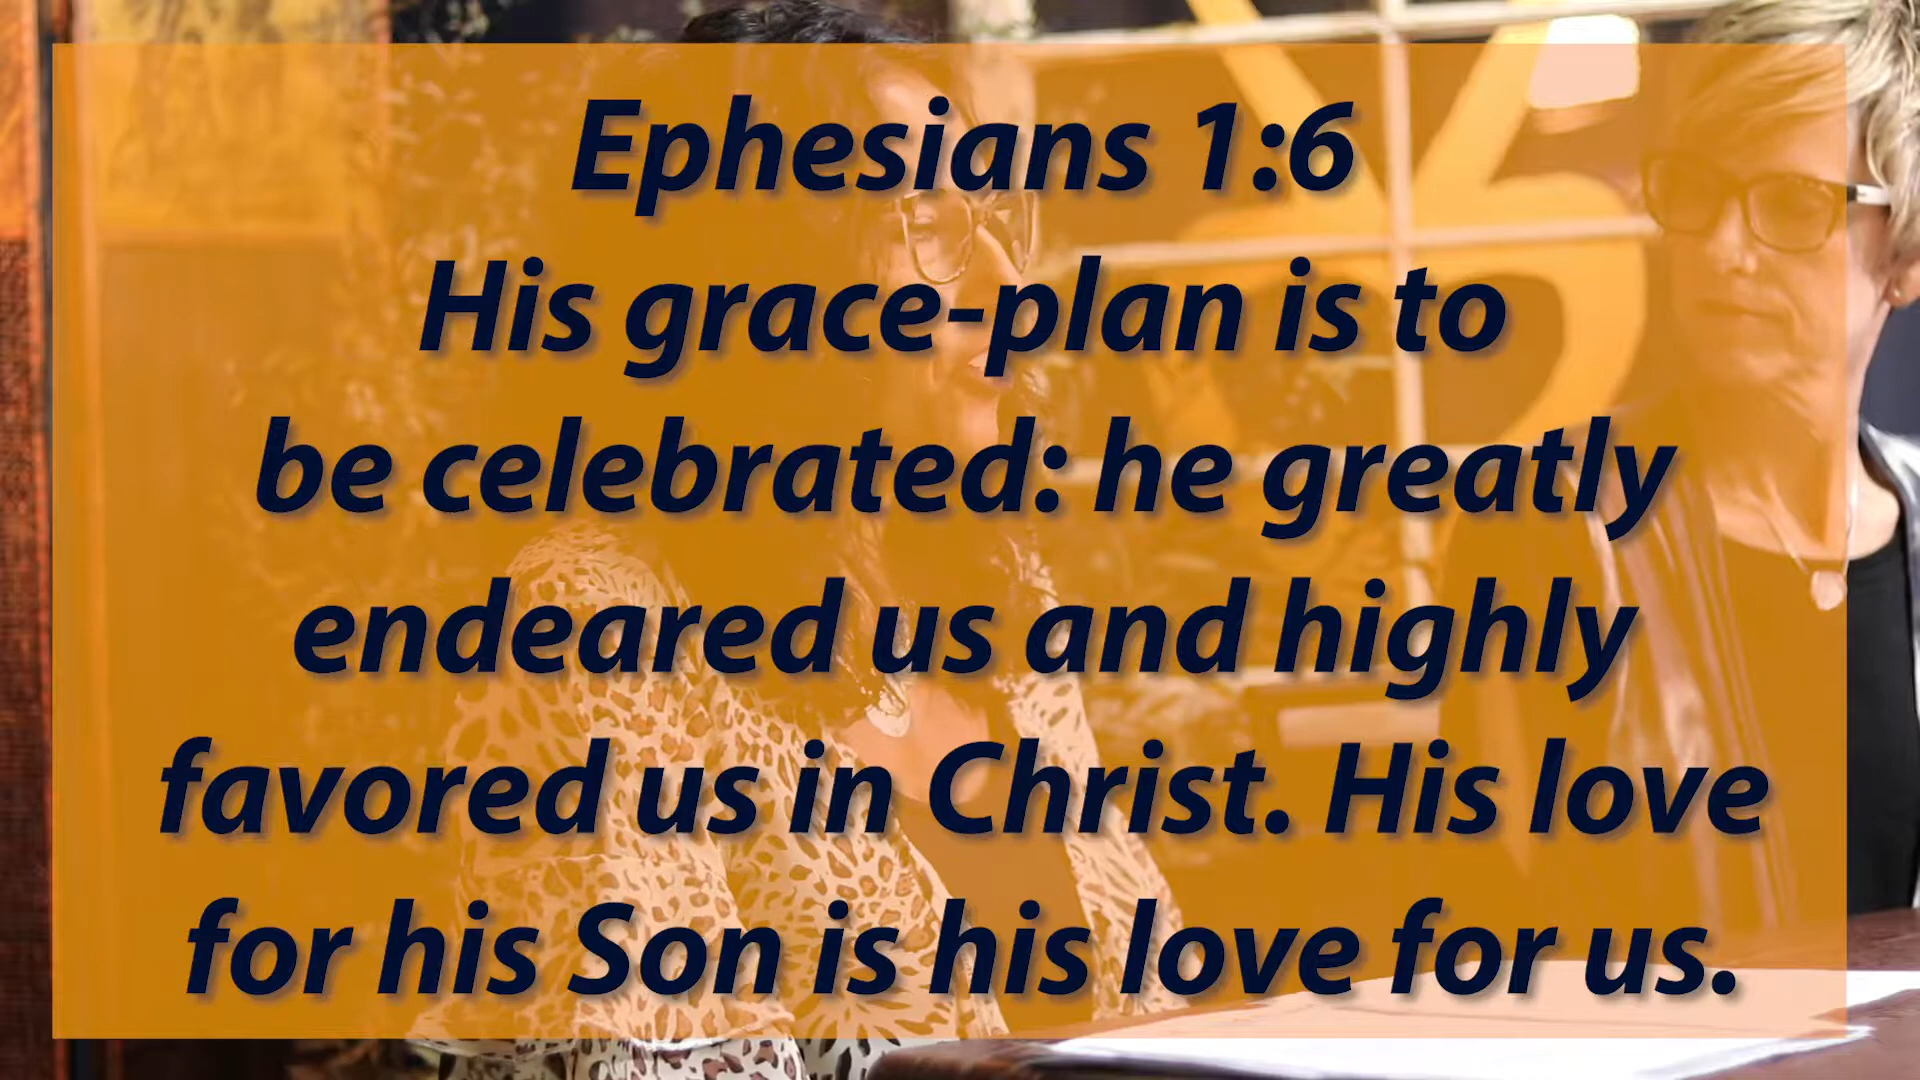 Ephesians 1:6
His grace-plan is to
be celebrated: he greatly
endeared us and highly
favored us in Christ. His love
for his Son is his love for us.